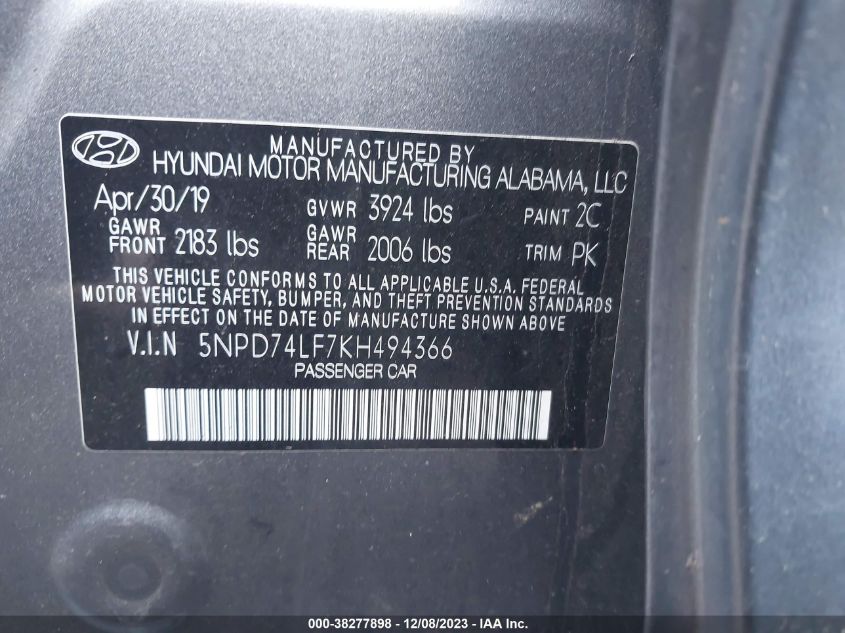 MANUFACTURED BY
HYUNDAI MOTOR MANUFACTURING ALABAMA, LLC
Apr/30/19 GVWR 3924 lbs PAINT 2C
GAWR FRONT 2183 lbs GAWR REAR 2006 lbs TRIM PK
THIS VEHICLE CONFORMS TO ALL APPLICABLE U.S.A. FEDERAL
MOTOR VEHICLE SAFETY, BUMPER, AND THEFT PREVENTION STANDARDS
IN EFFECT ON THE DATE OF MANUFACTURE SHOWN ABOVE
V.I.N 5NPD74LF7KH494366
PASSENGER CAR
000-38277898 - 12/08/2023 - IAA Inc.